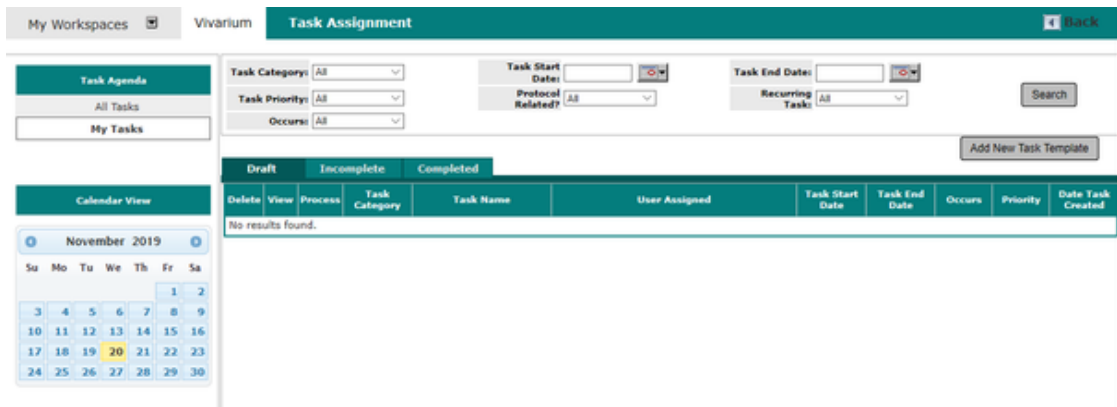 My Workspaces Vivarium Task Assignment Back
Task Agenda
All Tasks
My Tasks
Calendar View
November 2019
Su Mo Tu We Th Fr Sa
1 2
3 4 5 6 7 8 9
10 11 12 13 14 15 16
17 18 19 20 21 22 23
24 25 26 27 28 29 30
Task Category: All Task Start Date: Task End Date:
Task Priority: All Protocol Related? All Recurring Task: All Search
Occurs: All
Add New Task Template
Draft Incomplete Completed
Delete View Process Task Category Task Name User Assigned Task Start Date Task End Date Occurs Priority Date Task Created
No results found.